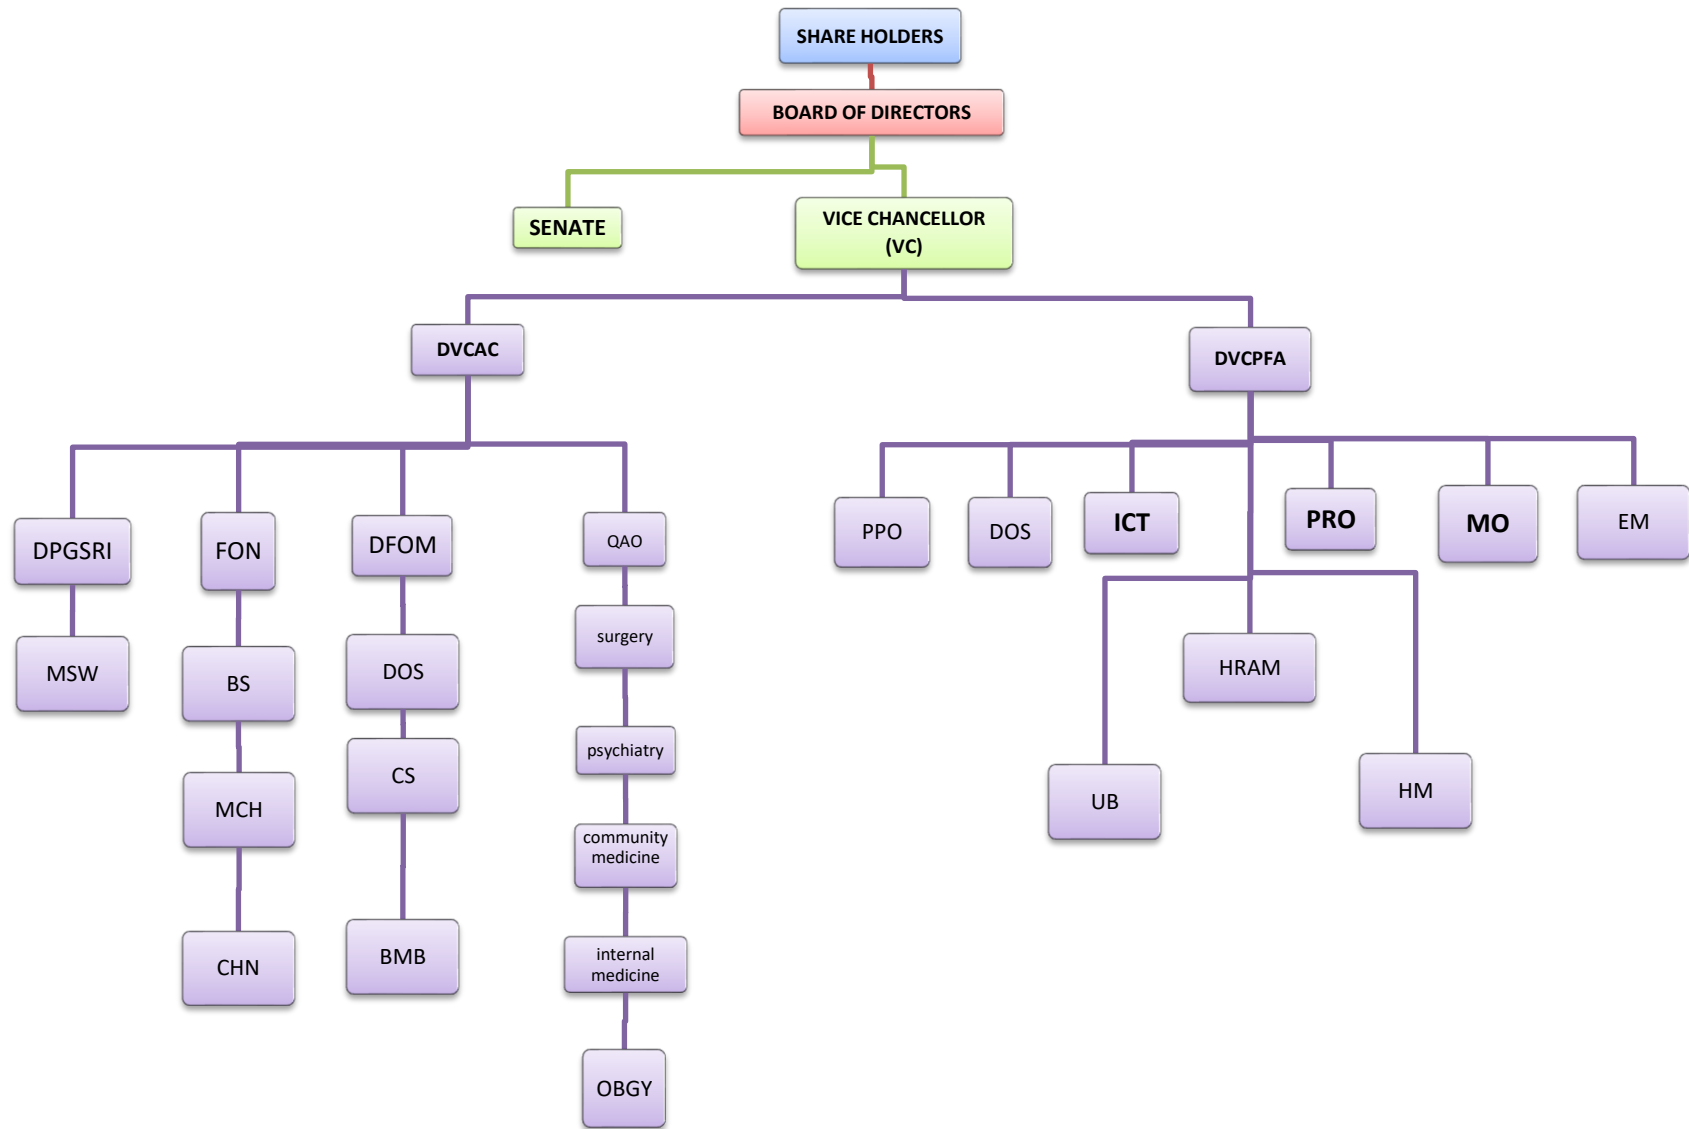 SHARE HOLDERS
BOARD OF DIRECTORS
SENATE
VICE CHANCELLOR
(VC)
DVCAC
DVCPFA
DPGSRI
FON
DFOM
QAO
PPO
DOS
ICT
PRO
MO
EM
MSW
BS
DOS
surgery
HRAM
MCH
CS
psychiatry
UB
HM
community
medicine
CHN
BMB
internal
medicine
OBGY